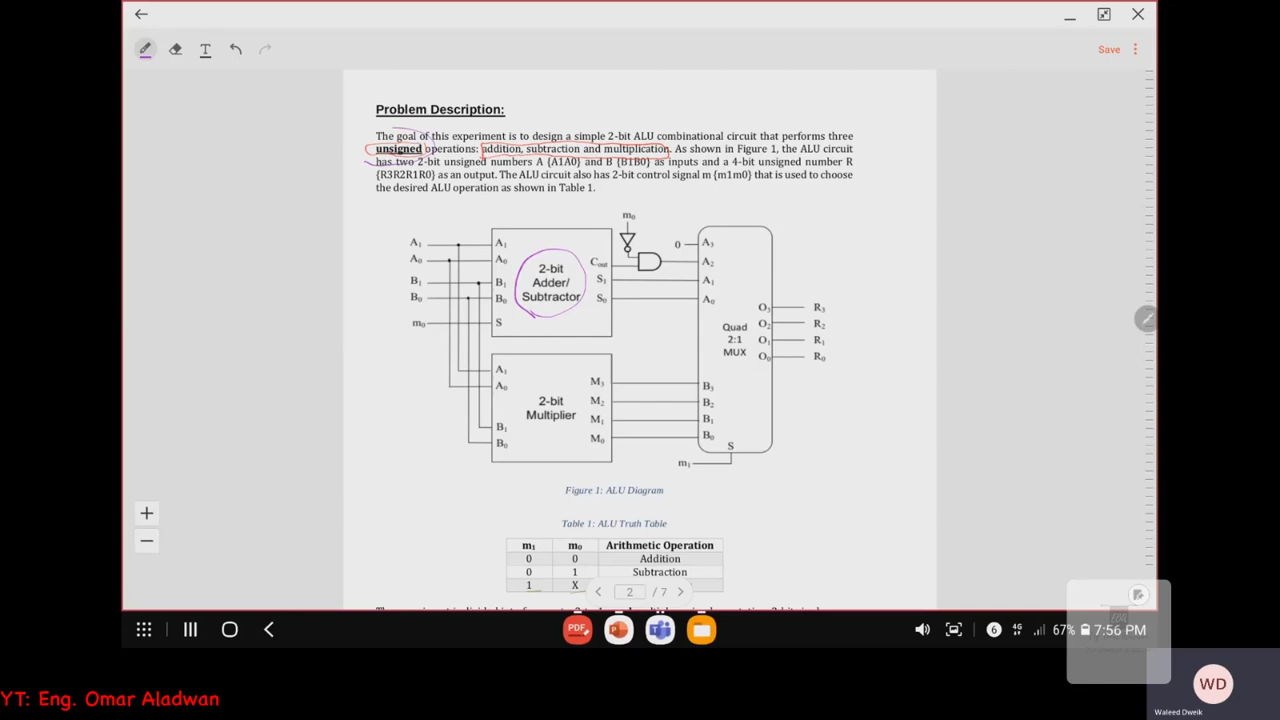 Save
Problem Description:
The goal of this experiment is to design a simple 2-bit ALU combinational circuit that performs three
unsigned operations: addition, subtraction and multiplication. As shown in Figure 1, the ALU circuit
has two 2-bit unsigned numbers A {A1A0} and B {B1B0} as inputs and a 4-bit unsigned number R
{R3R2R1R0} as an output. The ALU circuit also has 2-bit control signal m {m1m0} that is used to choose
the desired ALU operation as shown in Table 1.
m₀
A₁ A₁ 0 A₃
A₀ A₀ 2-bit Cout A₂
Adder/
B₁ B₁ Subtractor S₁ A₁
B₀ B₀ S₀ A₀
m₀ S
O₃ R₃
Quad O₂ R₂
2:1 O₁ R₁
MUX O₀ R₀
A₁
A₀ M₃ B₃
2-bit M₂ B₂
Multiplier M₁ B₁
B₁ M₀ B₀
B₀ S
m₁
Figure 1: ALU Diagram
Table 1: ALU Truth Table
m₁ m₀ Arithmetic Operation
0 0 Addition
0 1 Subtraction
1 X
2 / 7
PDF
6 4G 67% 7:56 PM
WD
Waleed Dweik
YT: Eng. Omar Aladwan